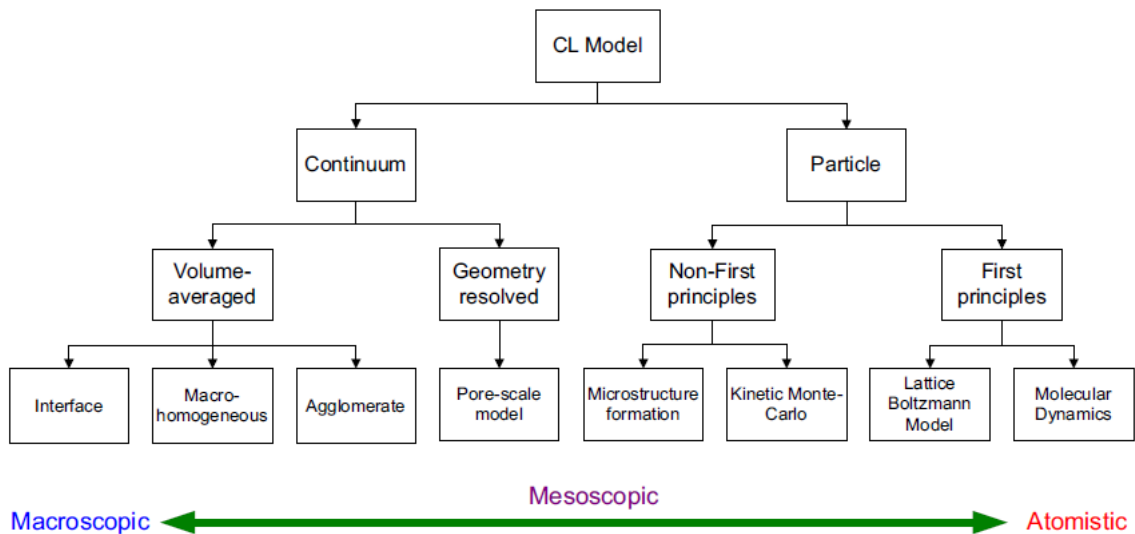 CL Model
Continuum
Particle
Volume-
averaged
Geometry
resolved
Non-First
principles
First
principles
Interface
Macro-
homogeneous
Agglomerate
Pore-scale
model
Microstructure
formation
Kinetic Monte-
Carlo
Lattice
Boltzmann
Model
Molecular
Dynamics
Mesoscopic
Macroscopic
Atomistic